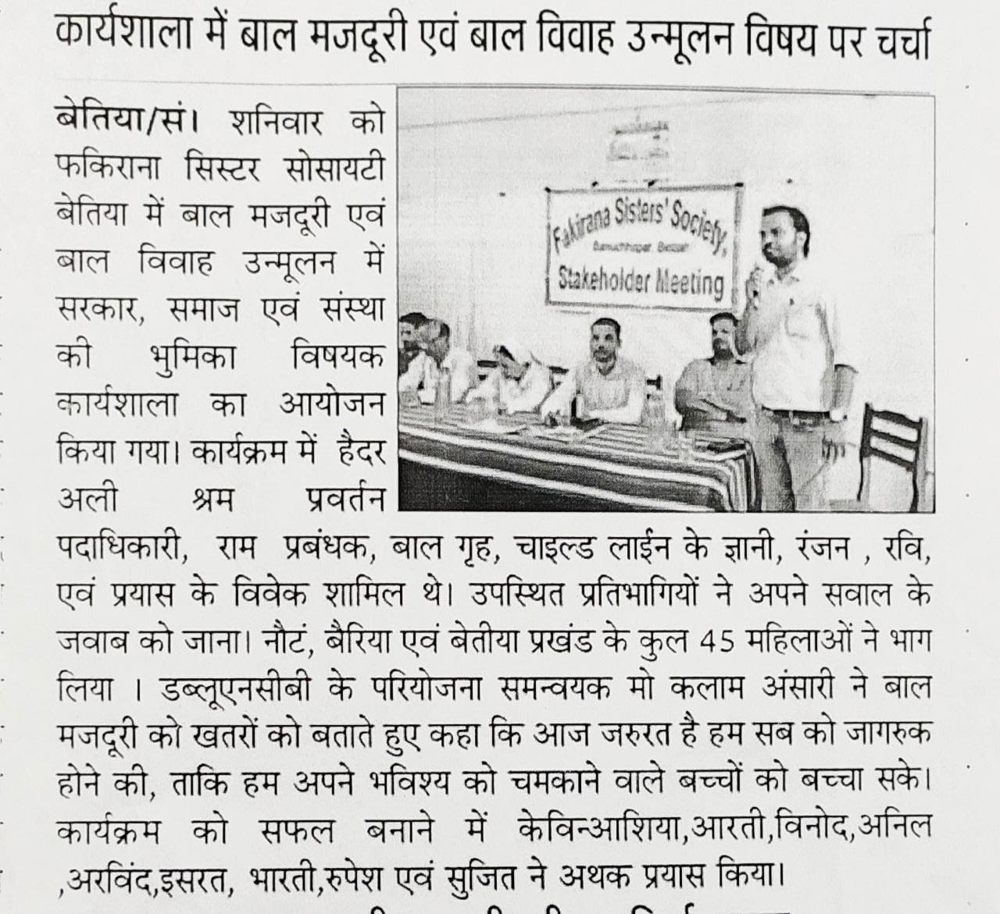 कार्यशाला में बाल मजदूरी एवं बाल विवाह उन्मूलन विषय पर चर्चा
बेतिया/सं। शनिवार को
फकिराना सिस्टर सोसायटी
बेतिया में बाल मजदूरी एवं
बाल विवाह उन्मूलन में
सरकार, समाज एवं संस्था
की भुमिका विषयक
कार्यशाला का आयोजन
किया गया। कार्यक्रम में हैदर
अली श्रम प्रवर्तन
Fakirana Sisters' Society,
Stakeholder Meeting
पदाधिकारी, राम प्रबंधक, बाल गृह, चाइल्ड लाईन के ज्ञानी, रंजन , रवि,
एवं प्रयास के विवेक शामिल थे। उपस्थित प्रतिभागियों ने अपने सवाल के
जवाब को जाना। नौटं, बैरिया एवं बेतीया प्रखंड के कुल 45 महिलाओं ने भाग
लिया । डब्लूएनसीबी के परियोजना समन्वयक मो कलाम अंसारी ने बाल
मजदूरी को खतरों को बताते हुए कहा कि आज जरुरत है हम सब को जागरुक
होने की, ताकि हम अपने भविश्य को चमकाने वाले बच्चों को बच्चा सके।
कार्यक्रम को सफल बनाने में केविन्आशिया,आरती,विनोद,अनिल
,अरविंद,इसरत, भारती,रुपेश एवं सुजित ने अथक प्रयास किया।